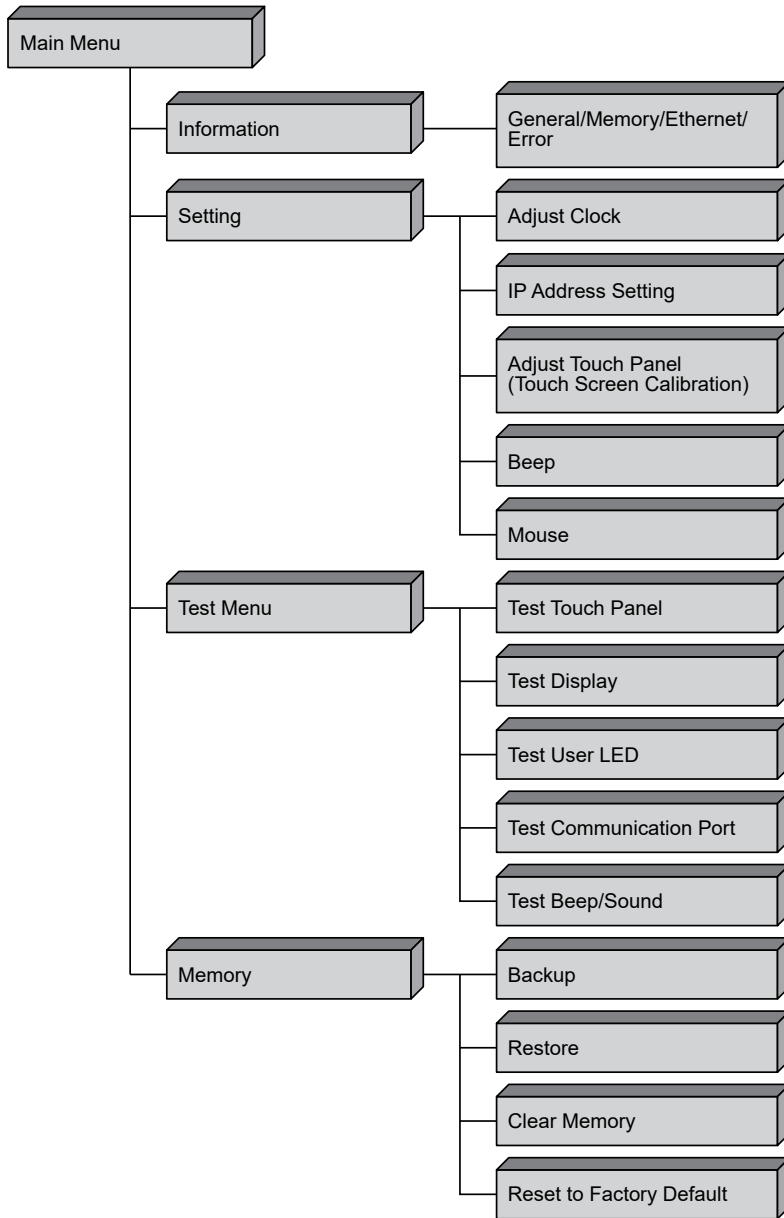 Main Menu
Information
General/Memory/Ethernet/
Error
Setting
Adjust Clock
IP Address Setting
Adjust Touch Panel
(Touch Screen Calibration)
Beep
Mouse
Test Menu
Test Touch Panel
Test Display
Test User LED
Test Communication Port
Test Beep/Sound
Memory
Backup
Restore
Clear Memory
Reset to Factory Default